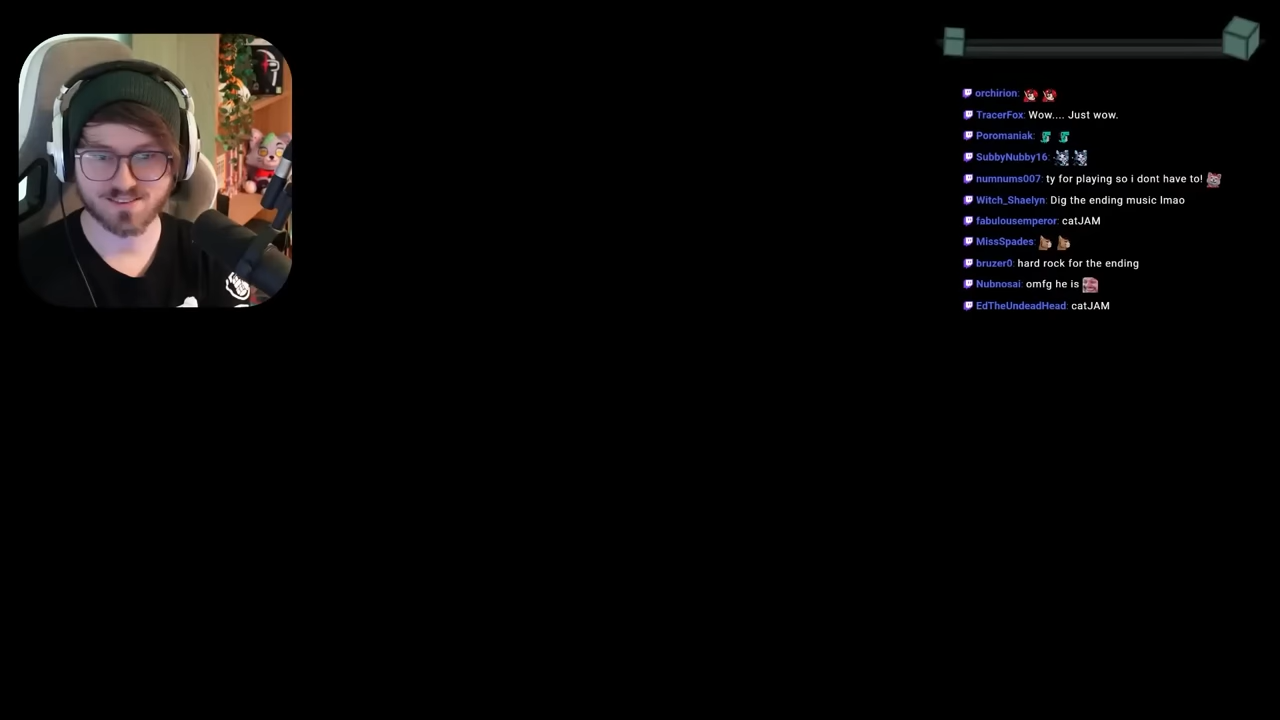 orchirion:
TracerFox: Wow.... Just wow.
Poromaniak:
SubbyNubby16:
numnums007: ty for playing so i dont have to!
Witch_Shaelyn: Dig the ending music lmao
fabulousemperor: catJAM
MissSpades:
bruzer0: hard rock for the ending
Nubnosai: omfg he is
EdTheUndeadHead: catJAM